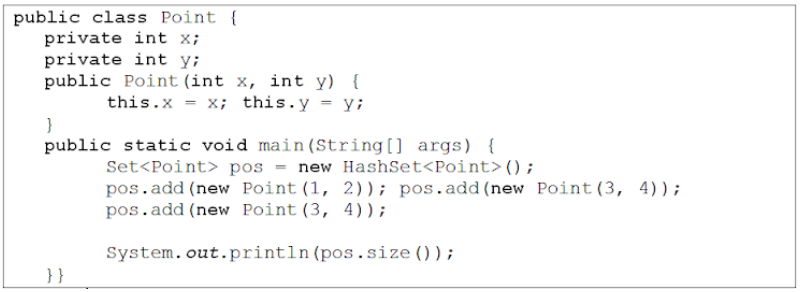 public class Point {
private int x;
private int y;
public Point(int x, int y) {
this.x = x; this.y = y;
}
public static void main(String[] args) {
Set<Point> pos = new HashSet<Point>();
pos.add(new Point(1, 2)); pos.add(new Point(3, 4));
pos.add(new Point(3, 4));
System.out.println(pos.size());
}}